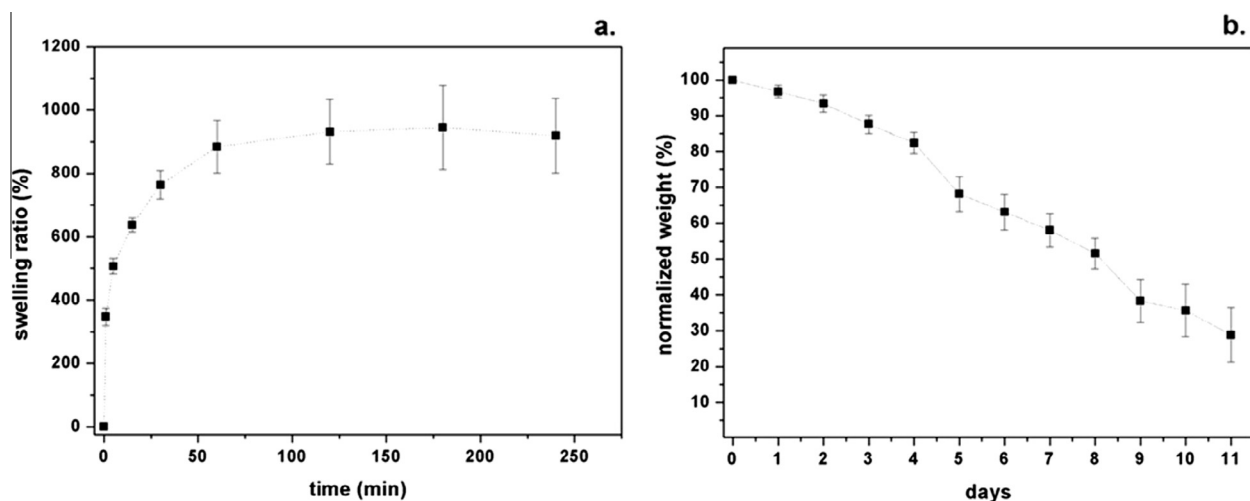 a.
1200
1000
800
600
400
200
0
swelling ratio (%)
0 50 100 150 200 250
time (min)
b.
100
90
80
70
60
50
40
30
20
10
normalized weight (%)
0 1 2 3 4 5 6 7 8 9 10 11
days